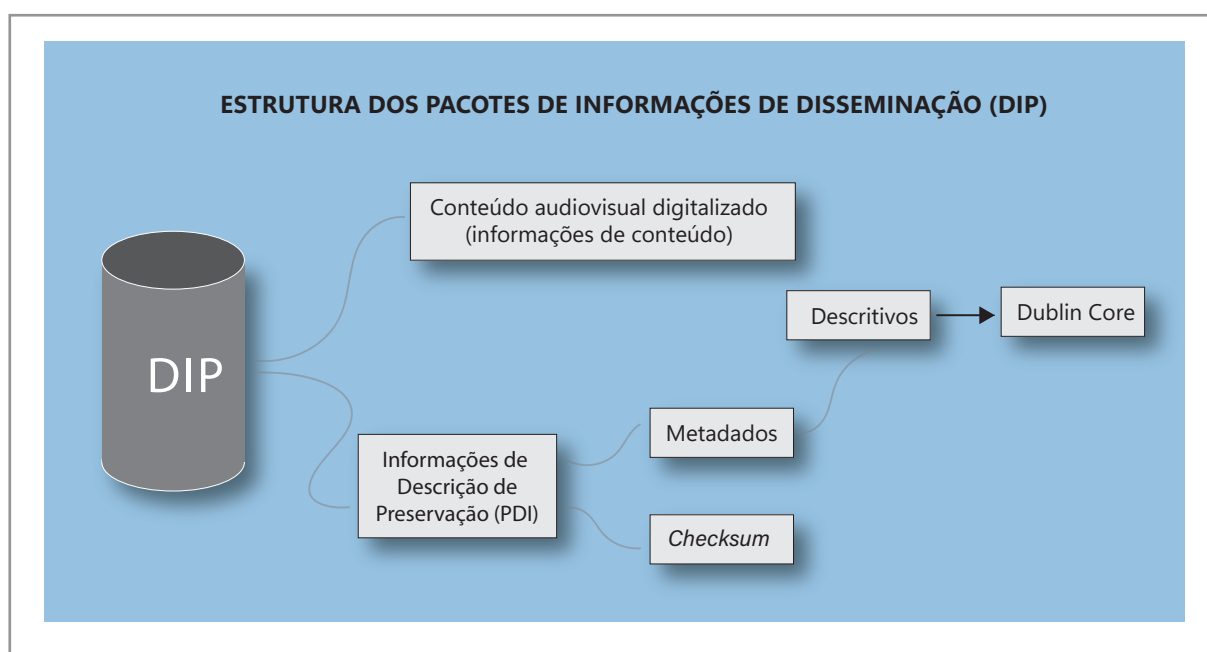 ESTRUTURA DOS PACOTES DE INFORMAÇÕES DE DISSEMINAÇÃO (DIP)
Conteúdo audiovisual digitalizado
(informações de conteúdo)
Descritivos
Dublin Core
DIP
Metadados
Informações de
Descrição de
Preservação (PDI)
Checksum